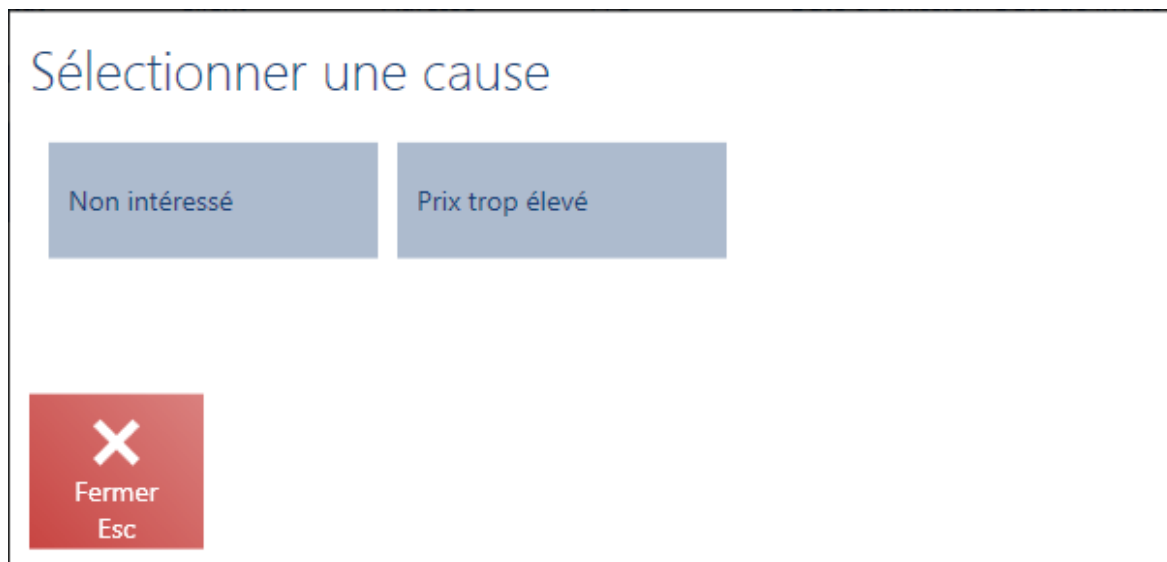 Sélectionner une cause
Non intéressé
Prix trop élevé
Fermer
Esc